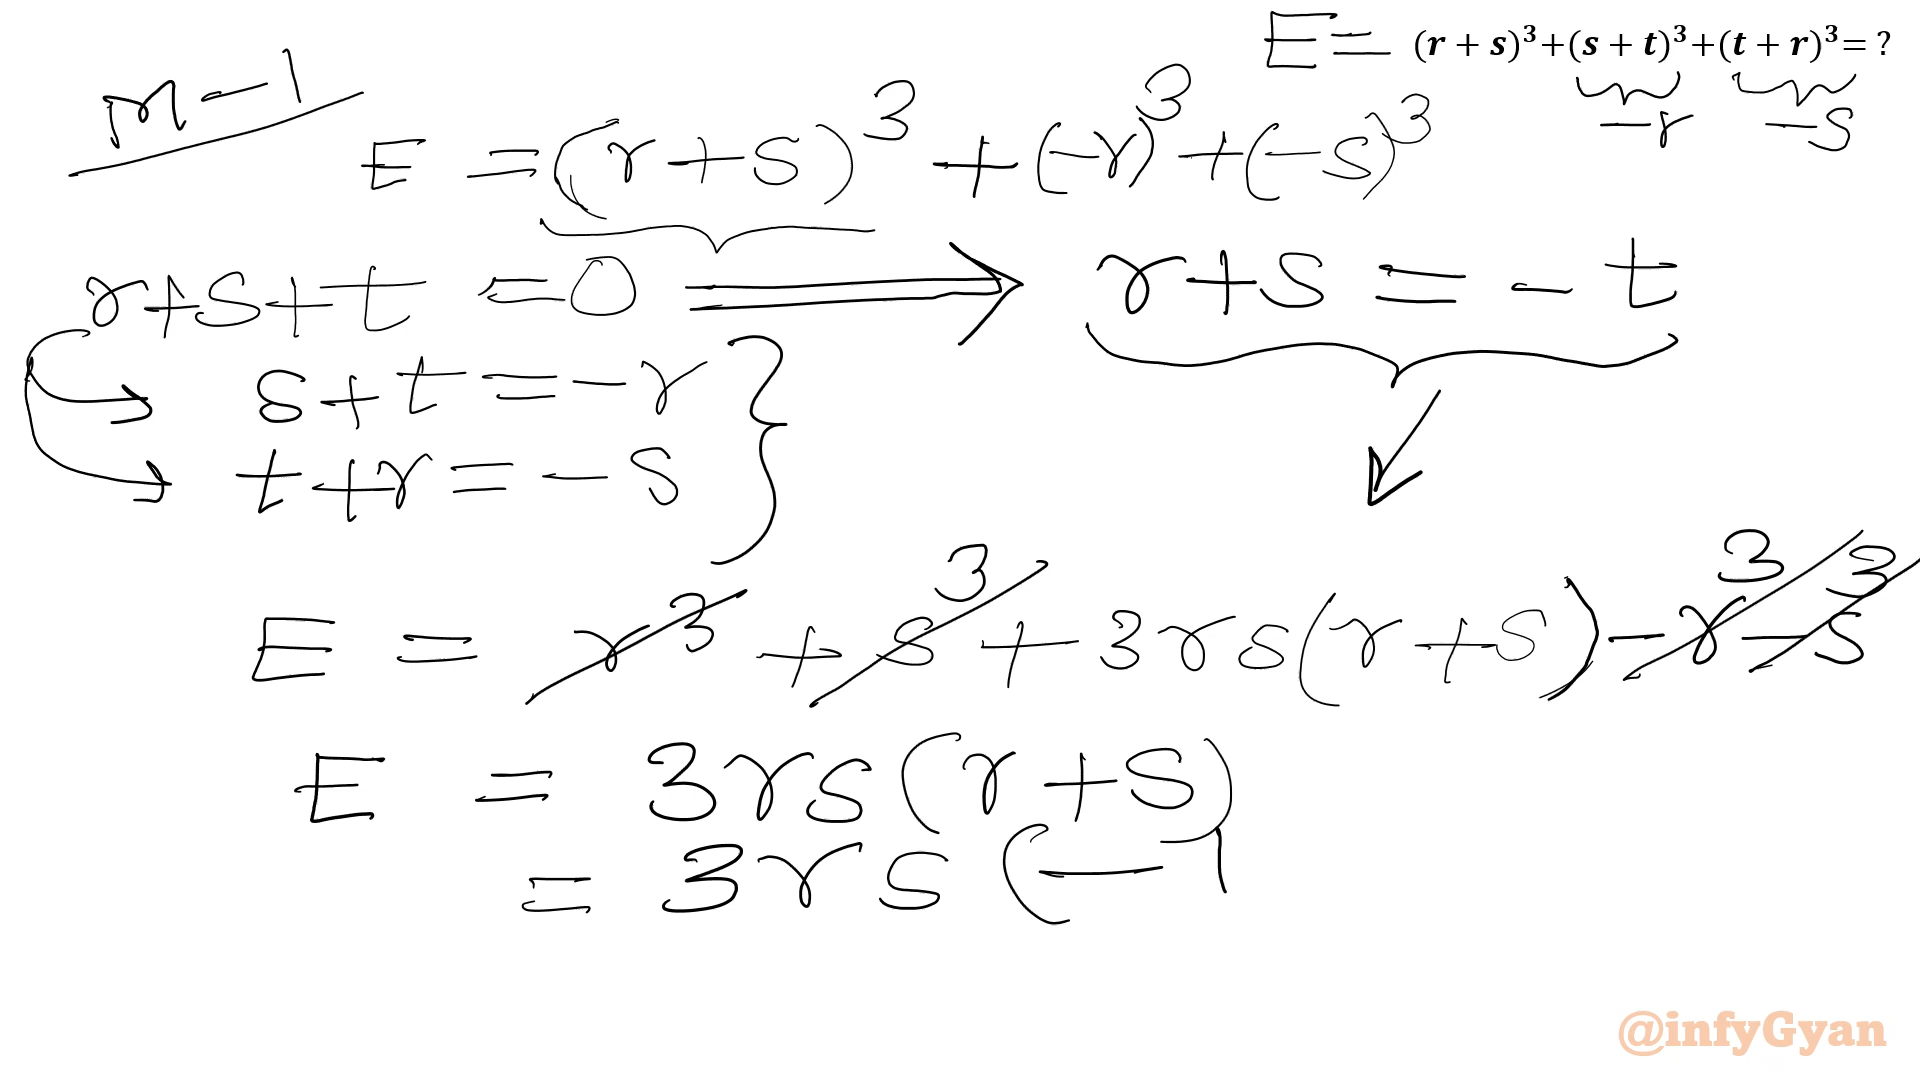 E = (r + s)³+(s + t)³+(t + r)³= ?
-r -s
M-1
E = (r+s)³ + (-r)³ + (-s)³
r+s+t =0 ⟹ r+s = -t
s+t=-r
t+r=-s
E = r³ + s³ + 3rs(r+s) - r³ - s³
E = 3rs(r+s)
= 3rs(-
@infyGyan